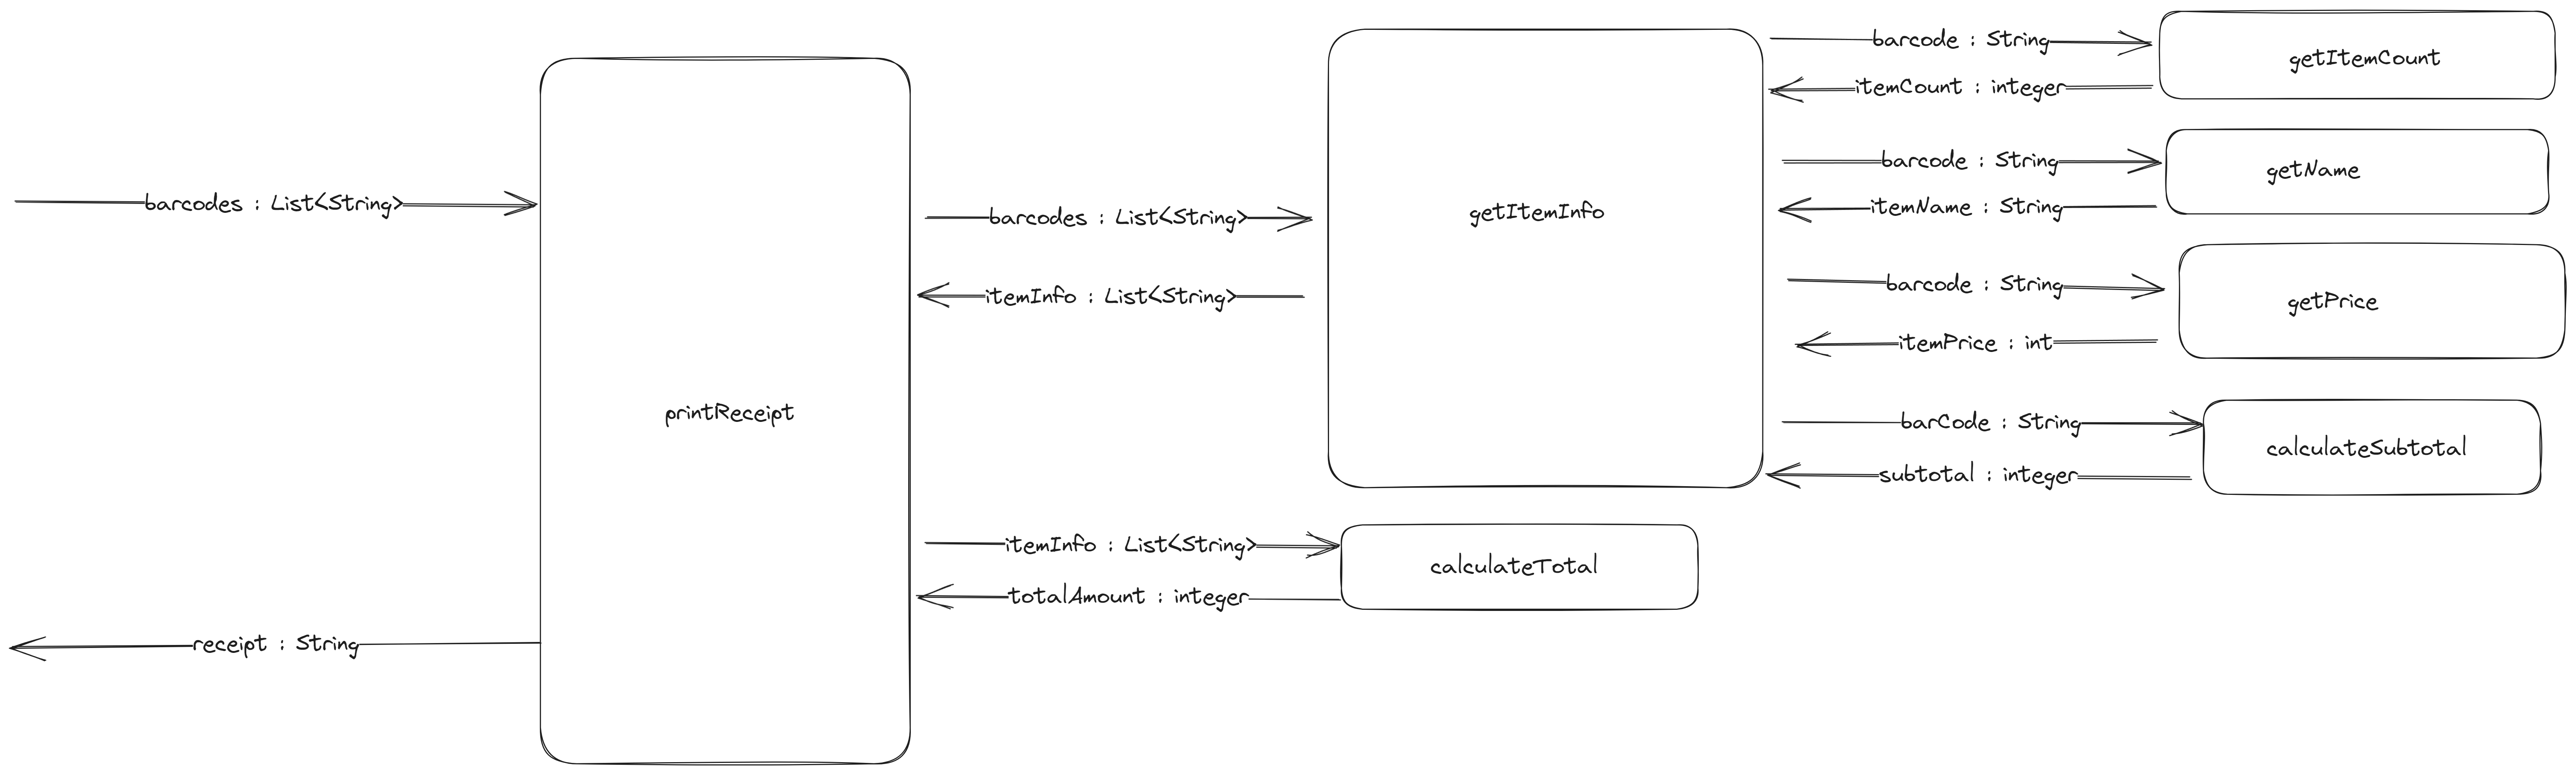 barcodes : List<String>
printReceipt
receipt : String
barcodes : List<String>
itemInfo : List<String>
getItemInfo
itemInfo : List<String>
totalAmount : integer
calculateTotal
barcode : String
itemCount : integer
getItemCount
barcode : String
itemName : String
getName
barcode : String
itemPrice : int
getPrice
barCode : String
subtotal : integer
calculateSubtotal